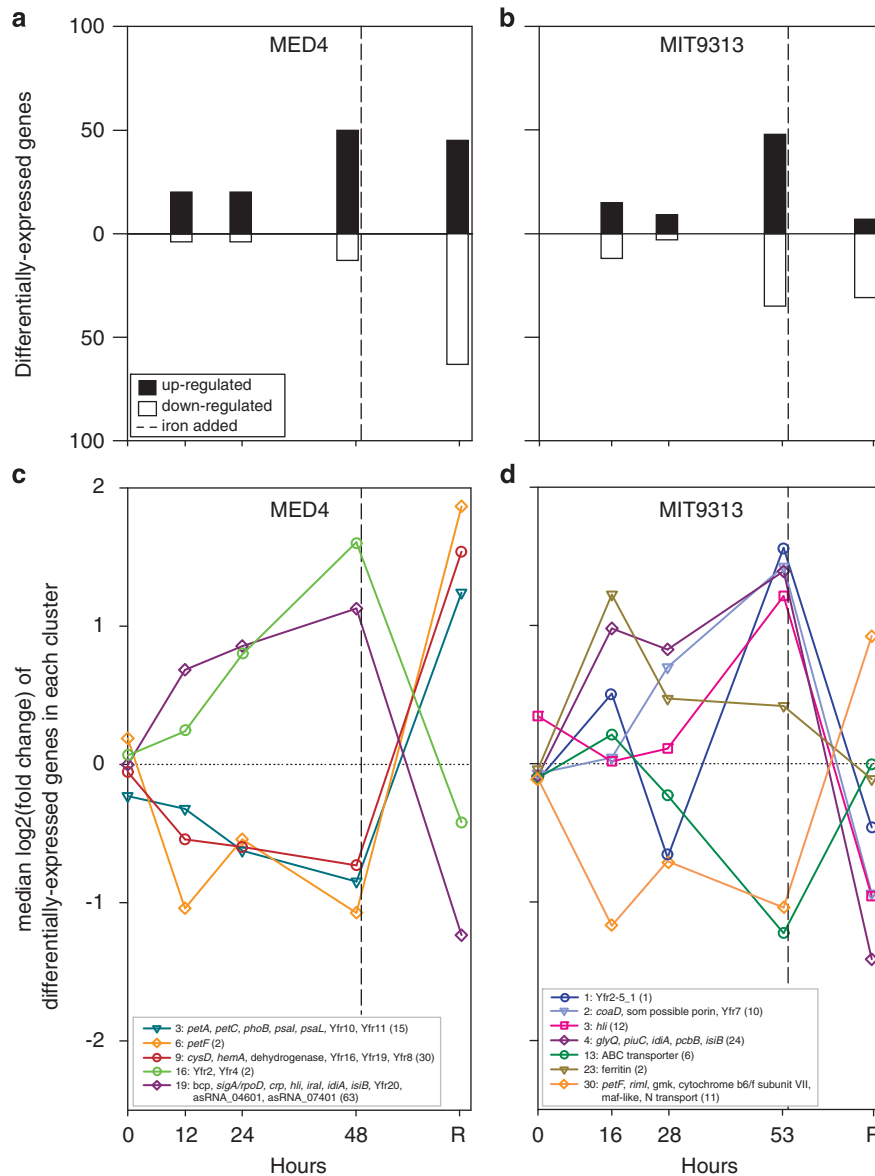 a
MED4
100
50
0
50
100
Differentially-expressed genes
up-regulated
down-regulated
iron added
b
MIT9313
100
50
0
50
100
c
MED4
2
1
0
-1
-2
median log2(fold change) of
differentially-expressed genes in each cluster
3: petA, petC, phoB, psaI, psaL, Yfr10, Yfr11 (15)
6: petF (2)
9: cysD, hemA, dehydrogenase, Yfr16, Yfr19, Yfr8 (30)
16: Yfr2, Yfr4 (2)
19: bcp, sigA/rpoD, crp, hli, iraI, idiA, isiB, Yfr20,
asRNA_04601, asRNA_07401 (63)
0 12 24 48 R
Hours
d
MIT9313
1: Yfr2-5_1 (1)
2: coaD, som possible porin, Yfr7 (10)
3: hli (12)
4: glyQ, piuC, idiA, pcbB, isiB (24)
13: ABC transporter (6)
23: ferritin (2)
30: petF, rimI, gmk, cytochrome b6/f subunit VII,
maf-like, N transport (11)
0 16 28 53
Hours